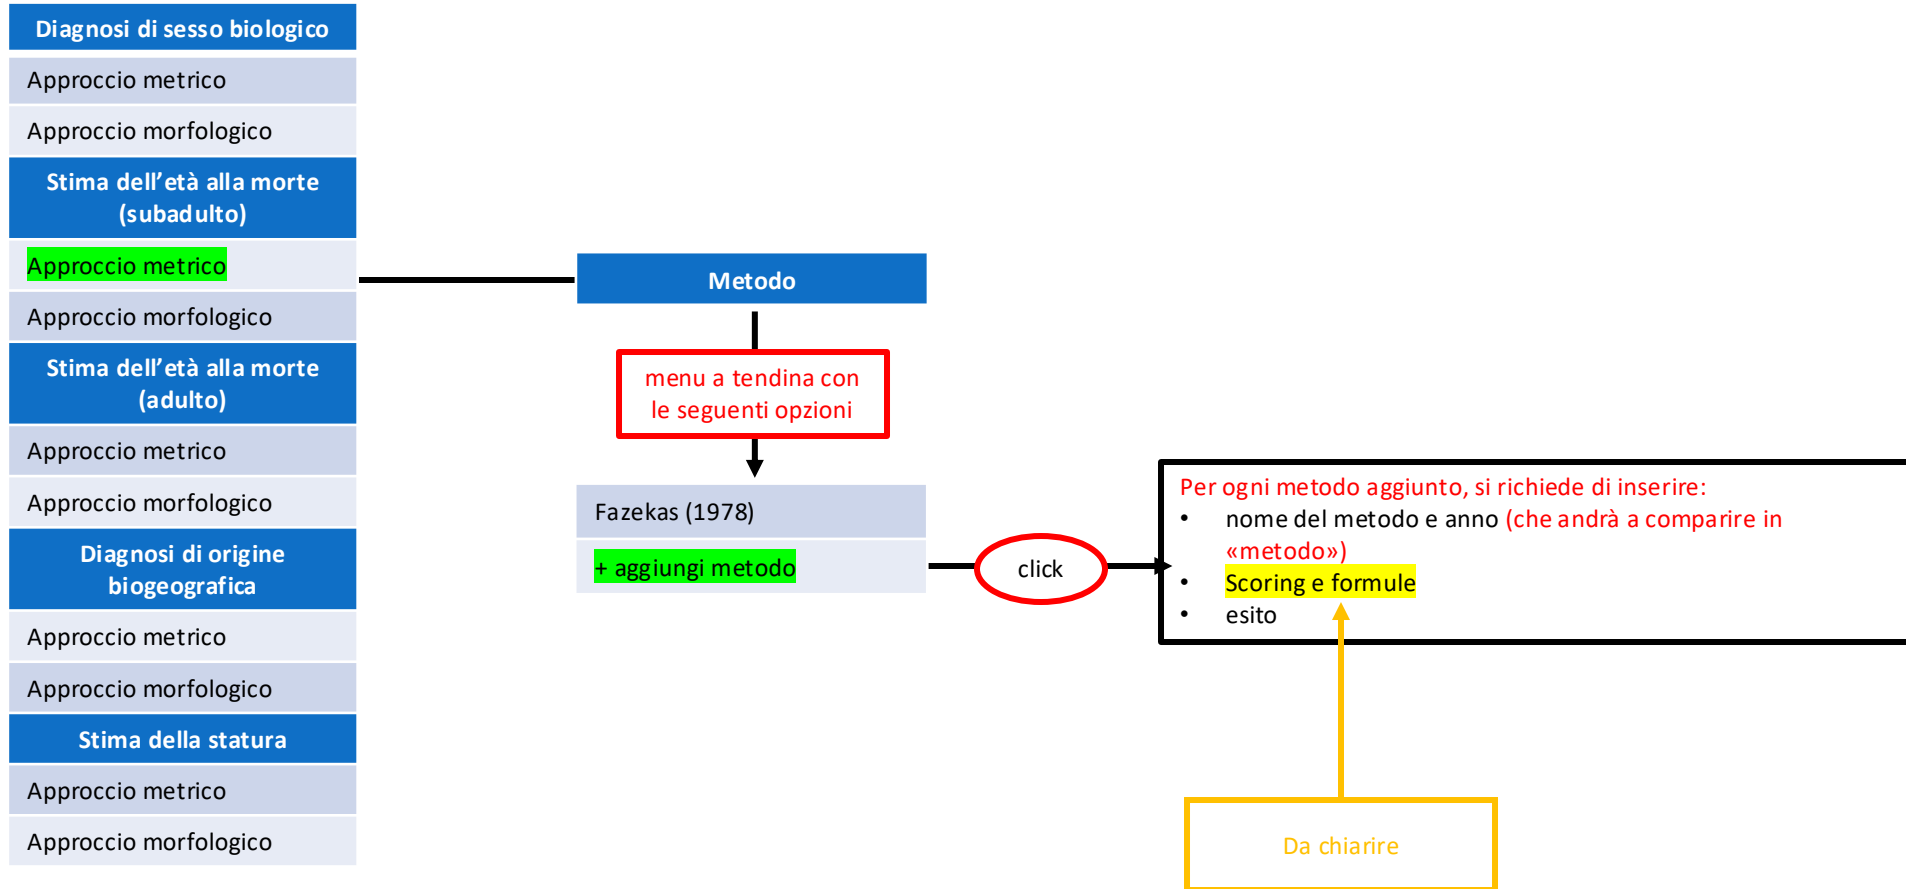 Diagnosi di sesso biologico
Approccio metrico
Approccio morfologico
Stima dell’età alla morte
(subadulto)
Approccio metrico
Approccio morfologico
Stima dell’età alla morte
(adulto)
Approccio metrico
Approccio morfologico
Diagnosi di origine
biogeografica
Approccio metrico
Approccio morfologico
Stima della statura
Approccio metrico
Approccio morfologico
Metodo
menu a tendina con
le seguenti opzioni
Fazekas (1978)
+ aggiungi metodo
click
Per ogni metodo aggiunto, si richiede di inserire:
• nome del metodo e anno (che andrà a comparire in
«metodo»)
• Scoring e formule
• esito
Da chiarire